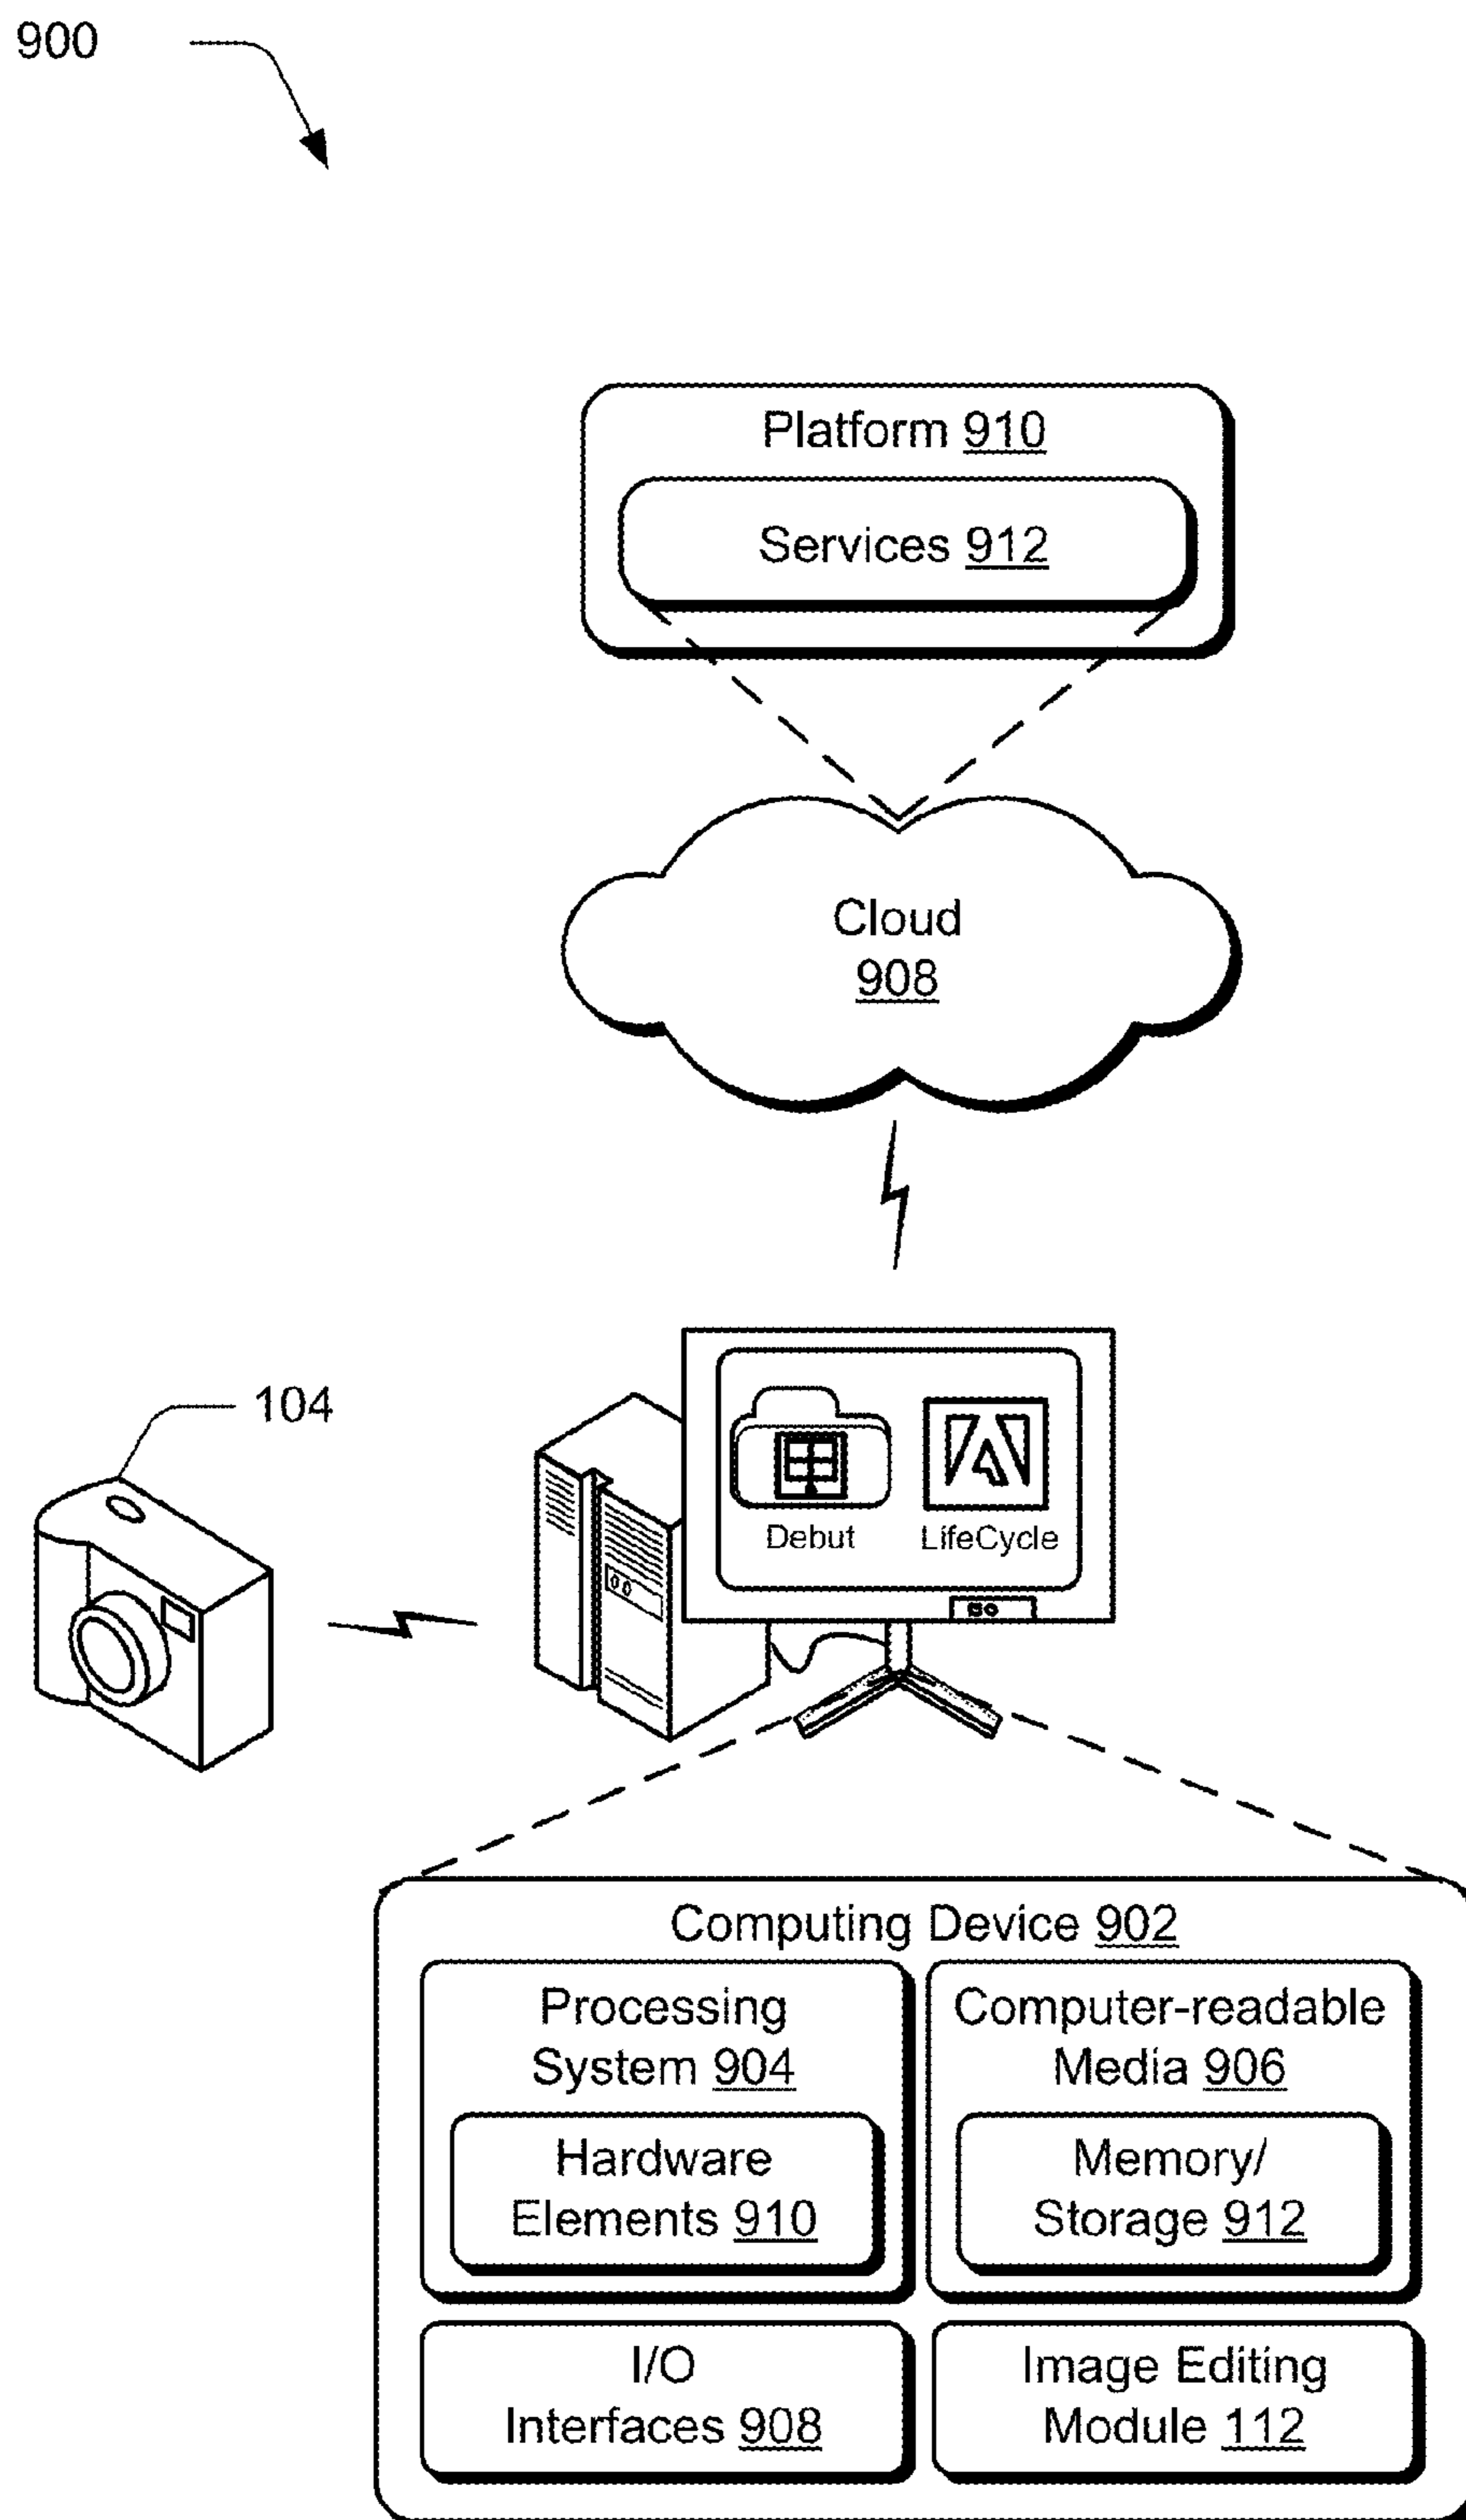 900
Platform 910
Services 912
Cloud
908
104
Debut
LifeCycle
Computing Device 902
Processing
System 904
Hardware
Elements 910
Computer-readable
Media 906
Memory/
Storage 912
I/O
Interfaces 908
Image Editing
Module 112